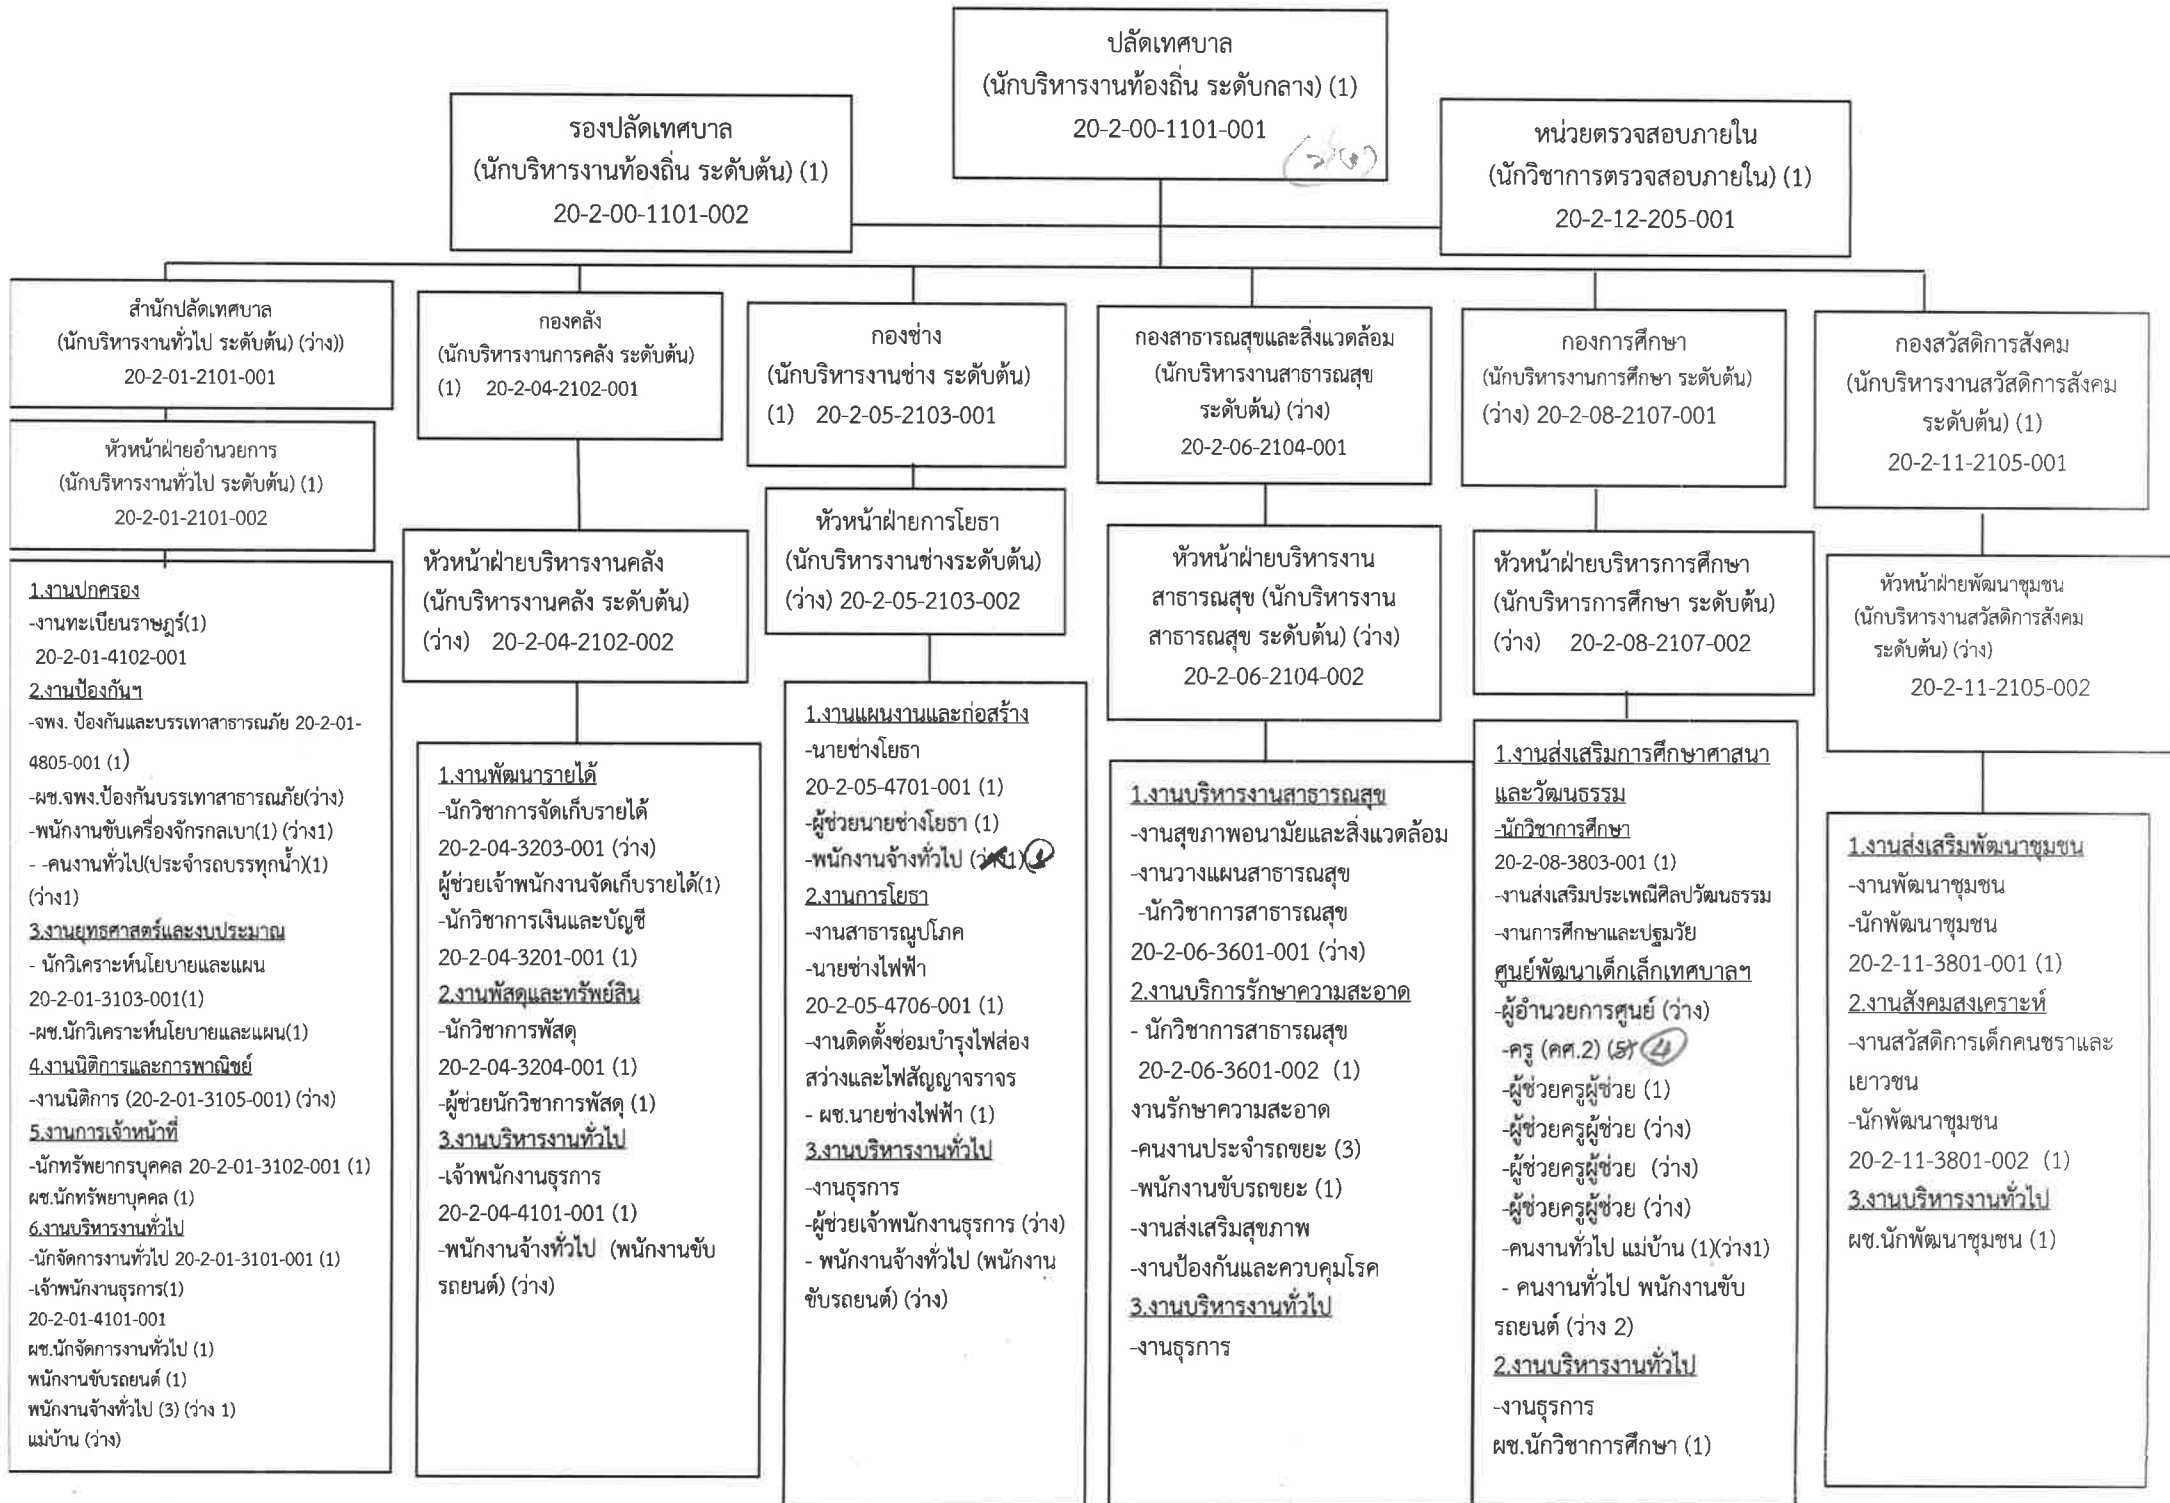 ปลัดเทศบาล
(นักบริหารงานท้องถิ่น ระดับกลาง) (1)
20-2-00-1101-001
รองปลัดเทศบาล
(นักบริหารงานท้องถิ่น ระดับต้น) (1)
20-2-00-1101-002
หน่วยตรวจสอบภายใน
(นักวิชาการตรวจสอบภายใน) (1)
20-2-12-205-001
สำนักปลัดเทศบาล
(นักบริหารงานทั่วไป ระดับต้น) (ว่าง))
20-2-01-2101-001
หัวหน้าฝ่ายอำนวยการ
(นักบริหารงานทั่วไป ระดับต้น) (1)
20-2-01-2101-002
1.งานปกครอง
-งานทะเบียนราษฎร์(1)
20-2-01-4102-001
2.งานป้องกันฯ
-จพง. ป้องกันและบรรเทาสาธารณภัย 20-2-01-
4805-001 (1)
-ผช.จพง.ป้องกันบรรเทาสาธารณภัย(ว่าง)
-พนักงานขับเครื่องจักรกลเบา(1) (ว่าง1)
- -คนงานทั่วไป(ประจำรถบรรทุกน้ำ)(1)
(ว่าง1)
3.งานยุทธศาสตร์และงบประมาณ
- นักวิเคราะห์นโยบายและแผน
20-2-01-3103-001(1)
-ผช.นักวิเคราะห์นโยบายและแผน(1)
4.งานนิติการและการพาณิชย์
-งานนิติการ (20-2-01-3105-001) (ว่าง)
5.งานการเจ้าหน้าที่
-นักทรัพยากรบุคคล 20-2-01-3102-001 (1)
ผช.นักทรัพยาบุคคล (1)
6.งานบริหารงานทั่วไป
-นักจัดการงานทั่วไป 20-2-01-3101-001 (1)
-เจ้าพนักงานธุรการ(1)
20-2-01-4101-001
ผช.นักจัดการงานทั่วไป (1)
พนักงานขับรถยนต์ (1)
พนักงานจ้างทั่วไป (3) (ว่าง 1)
แม่บ้าน (ว่าง)
กองคลัง
(นักบริหารงานการคลัง ระดับต้น)
(1) 20-2-04-2102-001
หัวหน้าฝ่ายบริหารงานคลัง
(นักบริหารงานคลัง ระดับต้น)
(ว่าง) 20-2-04-2102-002
1.งานพัฒนารายได้
-นักวิชาการจัดเก็บรายได้
20-2-04-3203-001 (ว่าง)
ผู้ช่วยเจ้าพนักงานจัดเก็บรายได้(1)
-นักวิชาการเงินและบัญชี
20-2-04-3201-001 (1)
2.งานพัสดุและทรัพย์สิน
-นักวิชาการพัสดุ
20-2-04-3204-001 (1)
-ผู้ช่วยนักวิชาการพัสดุ (1)
3.งานบริหารงานทั่วไป
-เจ้าพนักงานธุรการ
20-2-04-4101-001 (1)
-พนักงานจ้างทั่วไป (พนักงานขับ
รถยนต์) (ว่าง)
กองช่าง
(นักบริหารงานช่าง ระดับต้น)
(1) 20-2-05-2103-001
หัวหน้าฝ่ายการโยธา
(นักบริหารงานช่างระดับต้น)
(ว่าง) 20-2-05-2103-002
1.งานแผนงานและก่อสร้าง
-นายช่างโยธา
20-2-05-4701-001 (1)
-ผู้ช่วยนายช่างโยธา (1)
-พนักงานจ้างทั่วไป (ว่าง1) 1
2.งานการโยธา
-งานสาธารณูปโภค
-นายช่างไฟฟ้า
20-2-05-4706-001 (1)
-งานติดตั้งซ่อมบำรุงไฟส่อง
สว่างและไฟสัญญาจราจร
- ผช.นายช่างไฟฟ้า (1)
3.งานบริหารงานทั่วไป
-งานธุรการ
-ผู้ช่วยเจ้าพนักงานธุรการ (ว่าง)
- พนักงานจ้างทั่วไป (พนักงาน
ขับรถยนต์) (ว่าง)
กองสาธารณสุขและสิ่งแวดล้อม
(นักบริหารงานสาธารณสุข
ระดับต้น) (ว่าง)
20-2-06-2104-001
หัวหน้าฝ่ายบริหารงาน
สาธารณสุข (นักบริหารงาน
สาธารณสุข ระดับต้น) (ว่าง)
20-2-06-2104-002
1.งานบริหารงานสาธารณสุข
-งานสุขภาพอนามัยและสิ่งแวดล้อม
-งานวางแผนสาธารณสุข
-นักวิชาการสาธารณสุข
20-2-06-3601-001 (ว่าง)
2.งานบริการรักษาความสะอาด
- นักวิชาการสาธารณสุข
20-2-06-3601-002 (1)
งานรักษาความสะอาด
-คนงานประจำรถขยะ (3)
-พนักงานขับรถขยะ (1)
-งานส่งเสริมสุขภาพ
-งานป้องกันและควบคุมโรค
3.งานบริหารงานทั่วไป
-งานธุรการ
กองการศึกษา
(นักบริหารงานการศึกษา ระดับต้น)
(ว่าง) 20-2-08-2107-001
หัวหน้าฝ่ายบริหารการศึกษา
(นักบริหารการศึกษา ระดับต้น)
(ว่าง) 20-2-08-2107-002
1.งานส่งเสริมการศึกษาศาสนา
และวัฒนธรรม
-นักวิชาการศึกษา
20-2-08-3803-001 (1)
-งานส่งเสริมประเพณีศิลปวัฒนธรรม
-งานการศึกษาและปฐมวัย
ศูนย์พัฒนาเด็กเล็กเทศบาลฯ
-ผู้อำนวยการศูนย์ (ว่าง)
-ครู (คศ.2) (5) 4
-ผู้ช่วยครูผู้ช่วย (1)
-ผู้ช่วยครูผู้ช่วย (ว่าง)
-ผู้ช่วยครูผู้ช่วย (ว่าง)
-ผู้ช่วยครูผู้ช่วย (ว่าง)
-คนงานทั่วไป แม่บ้าน (1)(ว่าง1)
- คนงานทั่วไป พนักงานขับ
รถยนต์ (ว่าง 2)
2.งานบริหารงานทั่วไป
-งานธุรการ
ผช.นักวิชาการศึกษา (1)
กองสวัสดิการสังคม
(นักบริหารงานสวัสดิการสังคม
ระดับต้น) (1)
20-2-11-2105-001
หัวหน้าฝ่ายพัฒนาชุมชน
(นักบริหารงานสวัสดิการสังคม
ระดับต้น) (ว่าง)
20-2-11-2105-002
1.งานส่งเสริมพัฒนาชุมชน
-งานพัฒนาชุมชน
-นักพัฒนาชุมชน
20-2-11-3801-001 (1)
2.งานสังคมสงเคราะห์
-งานสวัสดิการเด็กคนชราและ
เยาวชน
-นักพัฒนาชุมชน
20-2-11-3801-002 (1)
3.งานบริหารงานทั่วไป
ผช.นักพัฒนาชุมชน (1)